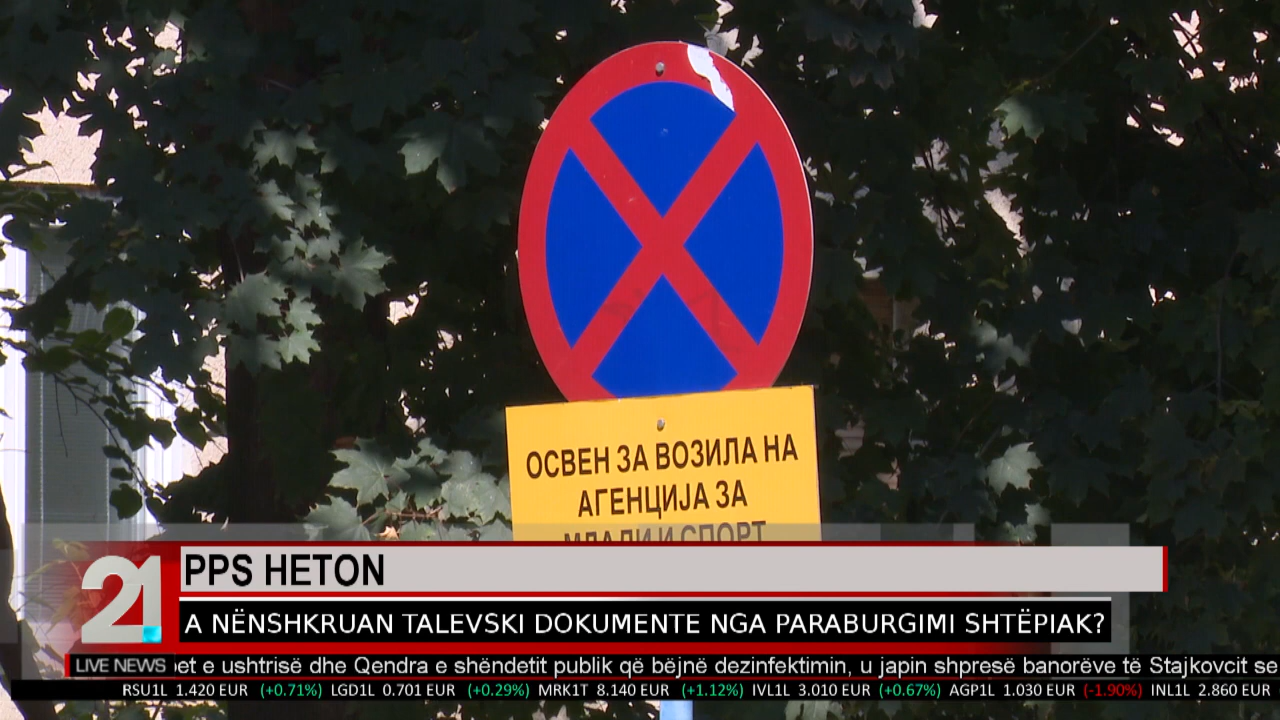 ОСВЕН ЗА ВОЗИЛА НА
АГЕНЦИЈА ЗА
МЛАДИ И СПОРТ
21
PPS HETON
A NËNSHKRUAN TALEVSKI DOKUMENTE NGA PARABURGIMI SHTËPIAK?
LIVE NEWS
e ushtrisë dhe Qendra e shëndetit publik që bëjnë dezinfektimin, u japin shpresë banorëve të Stajkovcit se
RSU1L 1.420 EUR (+0.71%) LGD1L 0.701 EUR (+0.29%) MRK1T 8.140 EUR (+1.12%) IVL1L 3.010 EUR (+0.67%) AGP1L 1.030 EUR (-1.90%) INL1L 2.860 EUR